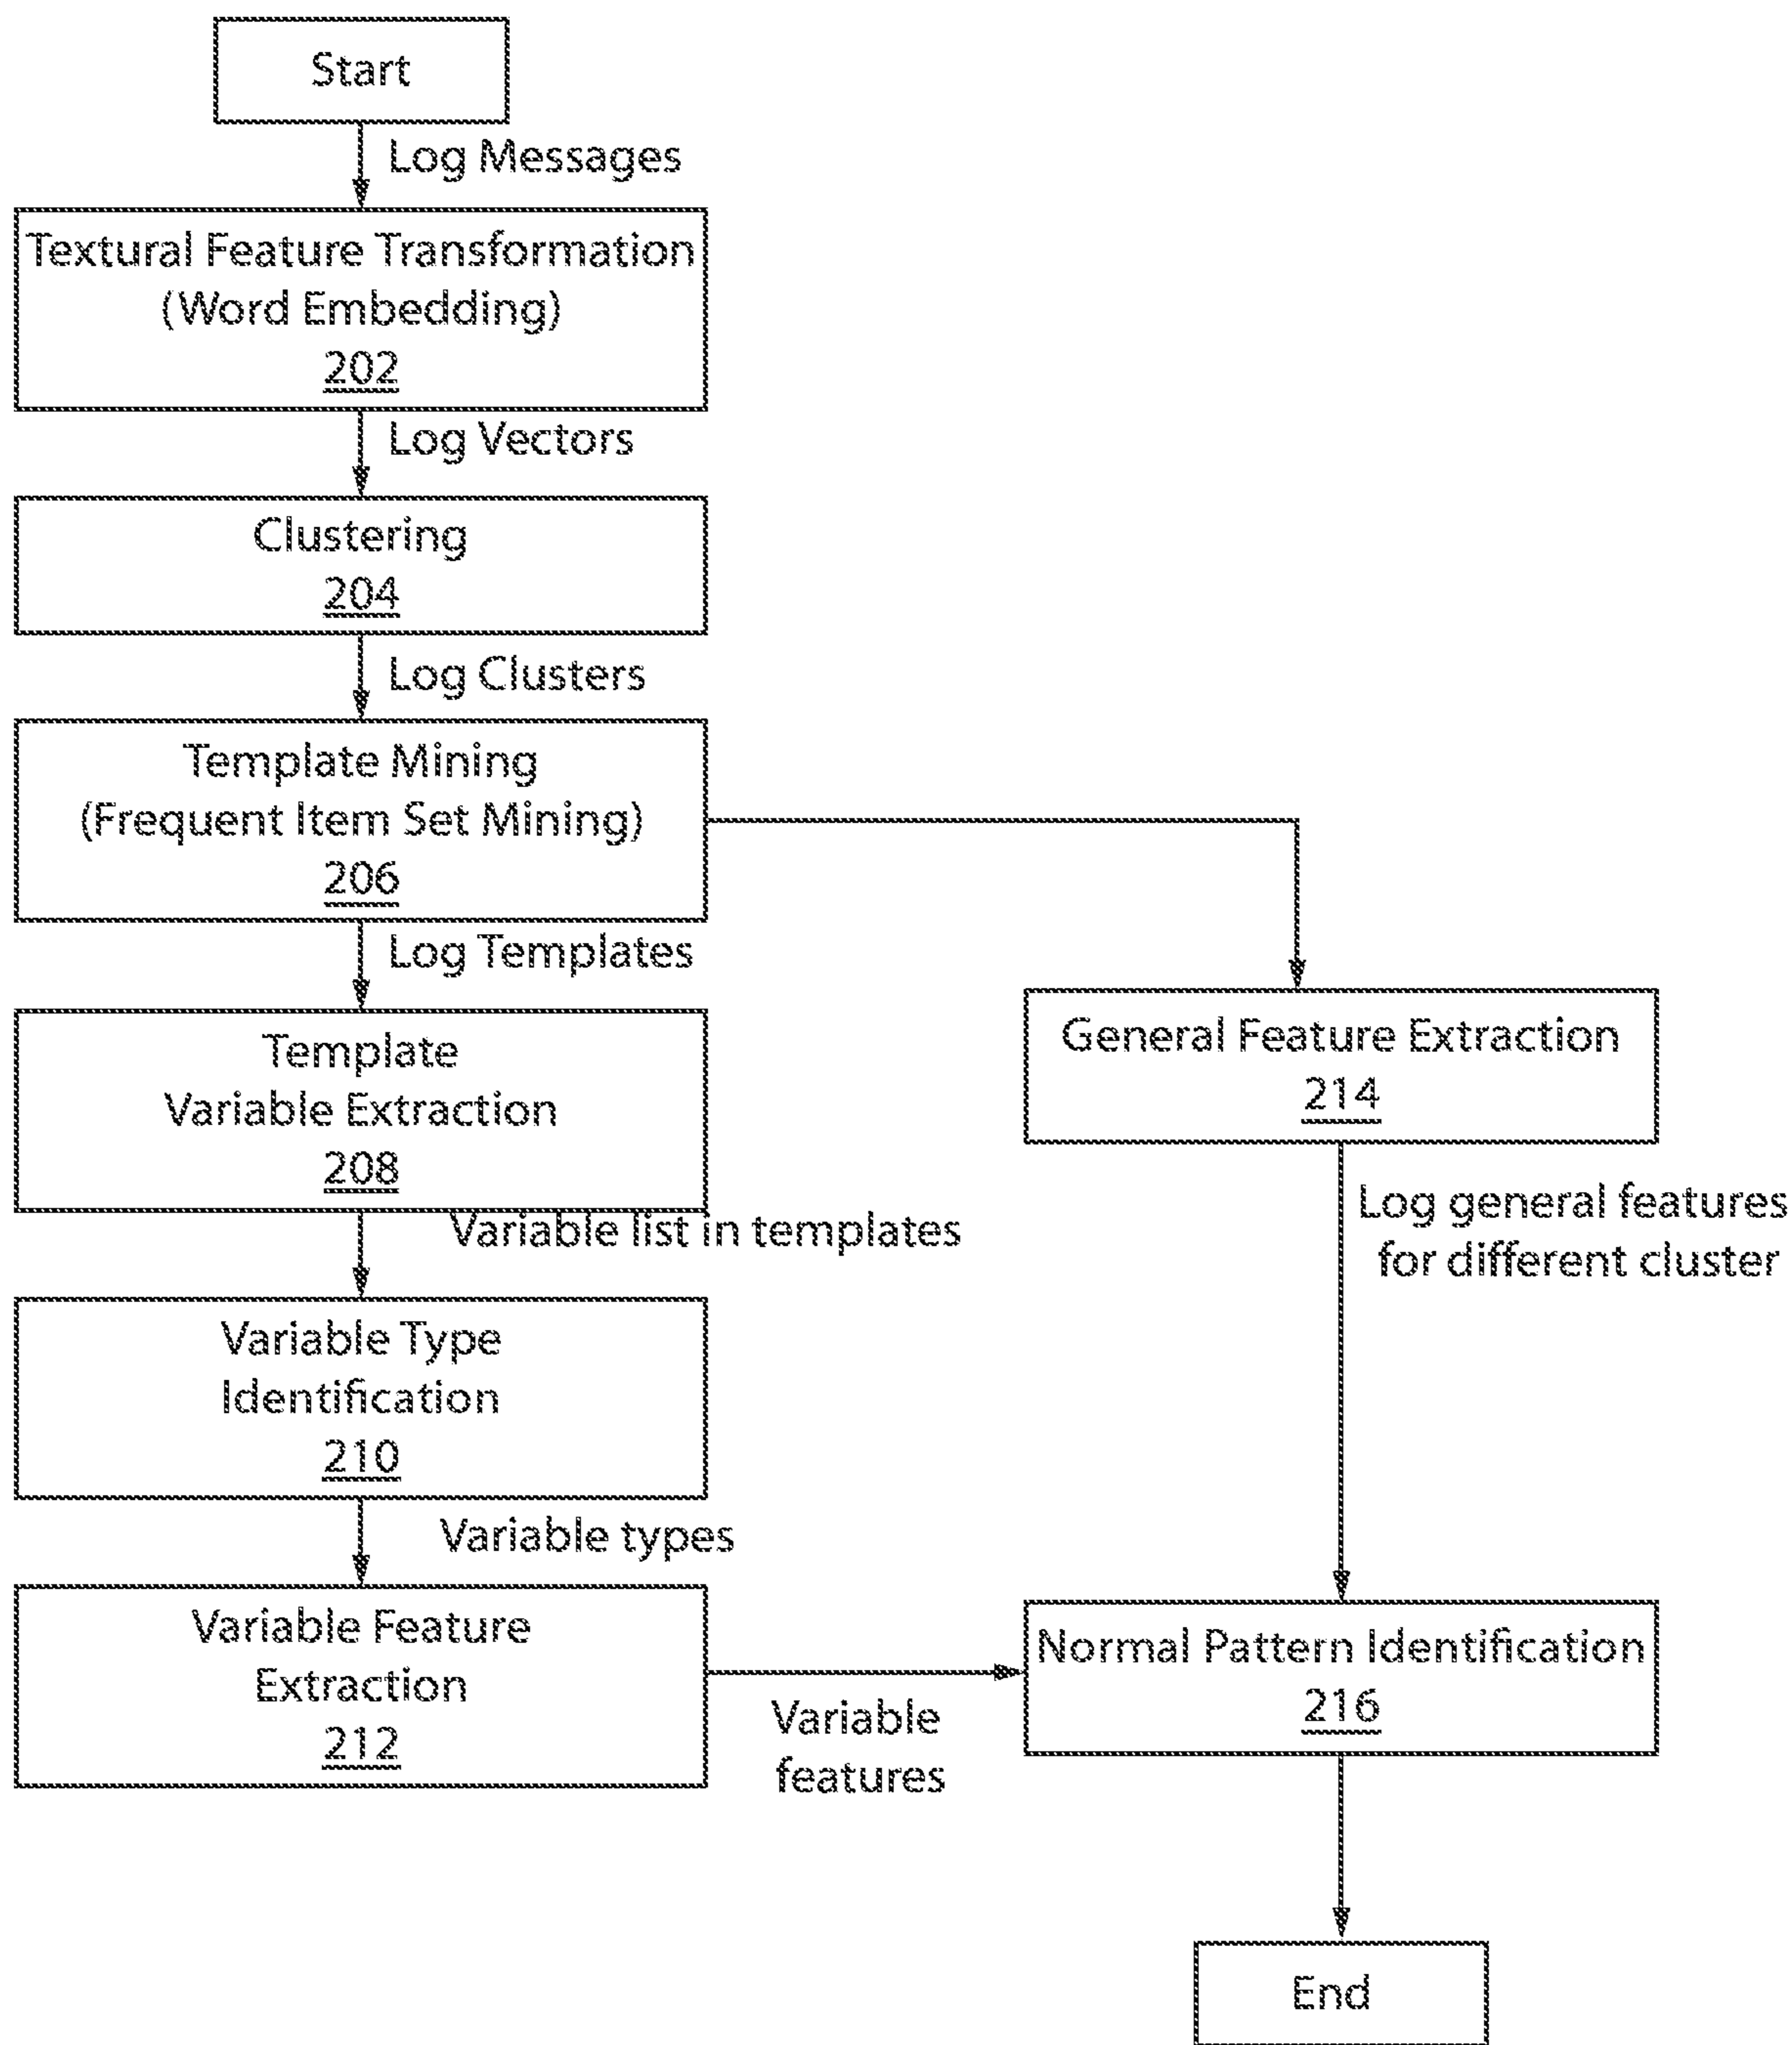 Start
Log Messages
Textural Feature Transformation
(Word Embedding)
202
Log Vectors
Clustering
204
Log Clusters
Template Mining
(Frequent Item Set Mining)
206
Log Templates
Template
Variable Extraction
208
Variable list in templates
Variable Type
Identification
210
Variable types
Variable Feature
Extraction
212
Variable
features
General Feature Extraction
214
Log general features
for different cluster
Normal Pattern Identification
216
End